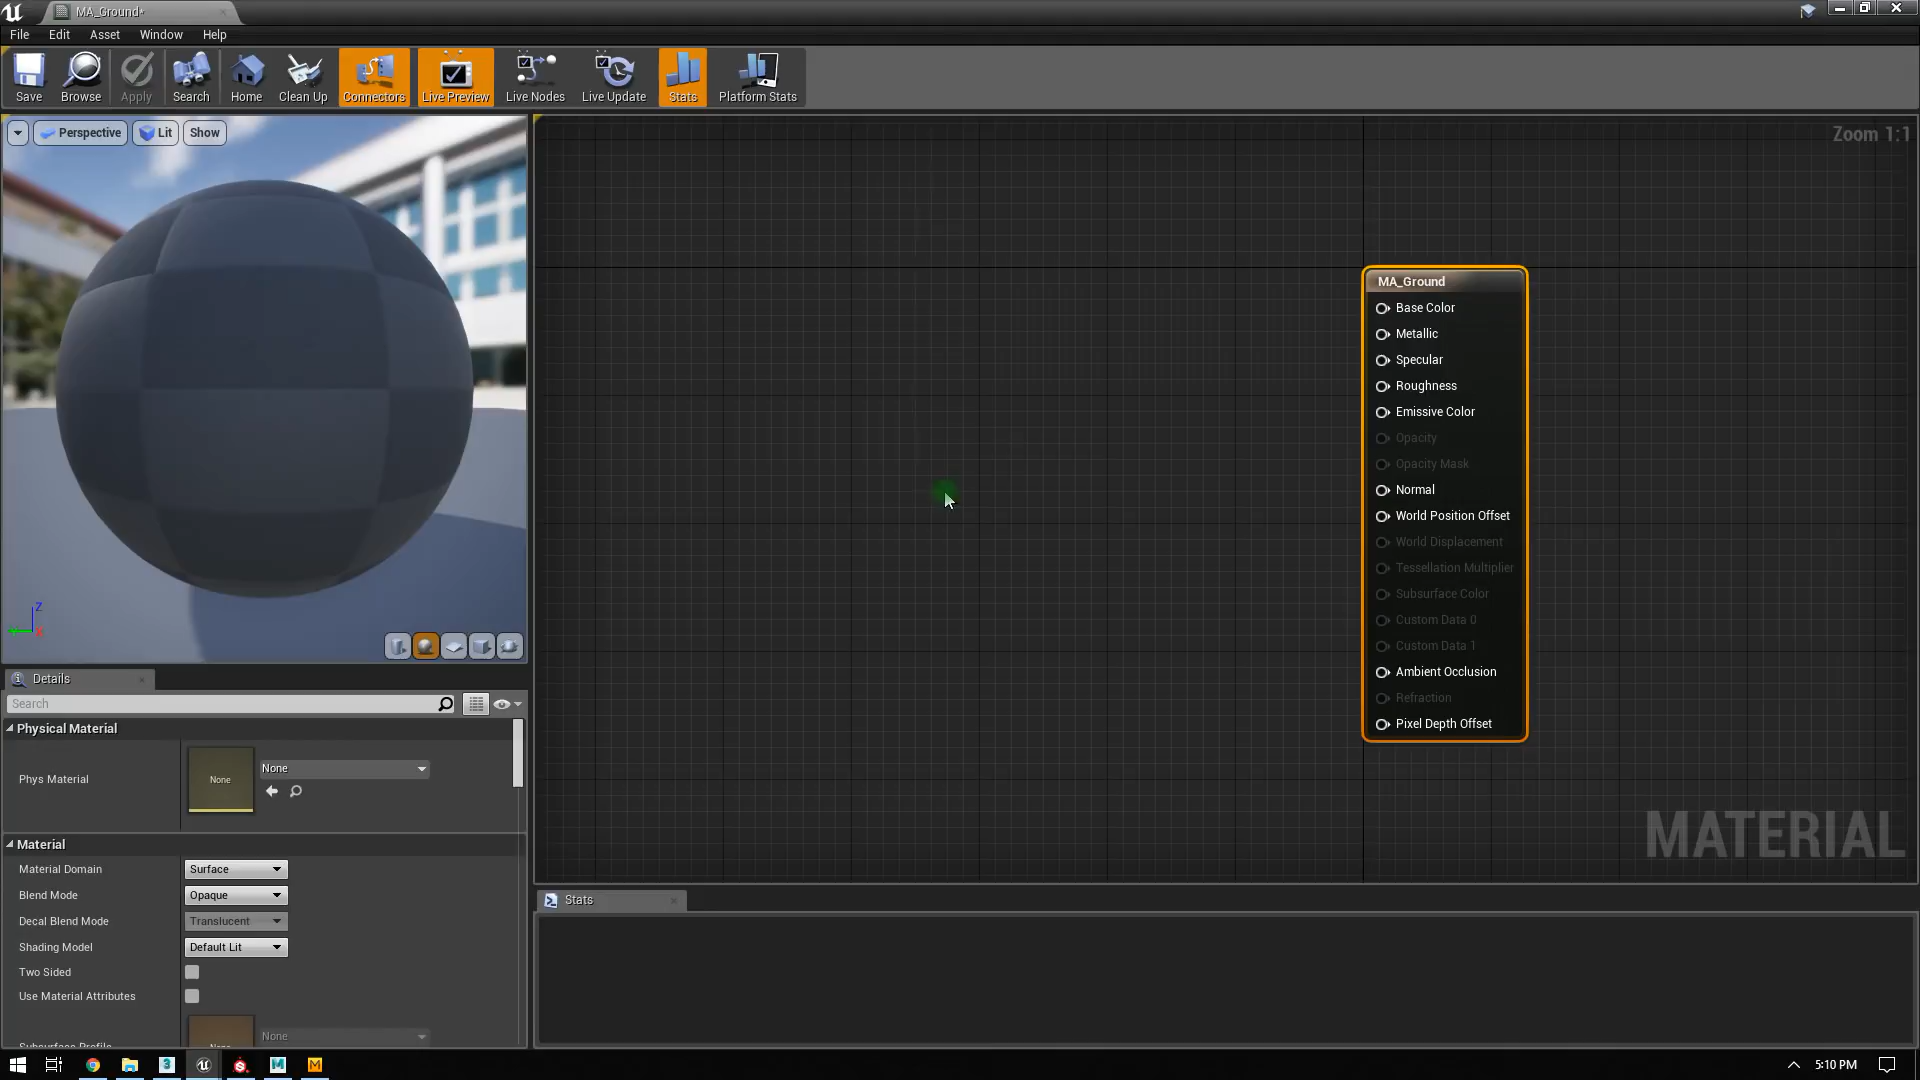 MA_Ground*
File Edit Asset Window Help
Save Browse Apply Search Home Clean Up Connectors Live Preview Live Nodes Live Update Stats Platform Stats
Perspective Lit Show
Zoom 1:1
MA_Ground
Base Color
Metallic
Specular
Roughness
Emissive Color
Opacity
Opacity Mask
Normal
World Position Offset
World Displacement
Tessellation Multiplier
Subsurface Color
Custom Data 0
Custom Data 1
Ambient Occlusion
Refraction
Pixel Depth Offset
MATERIAL
Z
X
Details
Search
Physical Material
Phys Material
None
None
Material
Material Domain Surface
Blend Mode Opaque
Decal Blend Mode Translucent
Shading Model Default Lit
Two Sided
Use Material Attributes
Subsurface Profile
None
None
Stats
5:10 PM